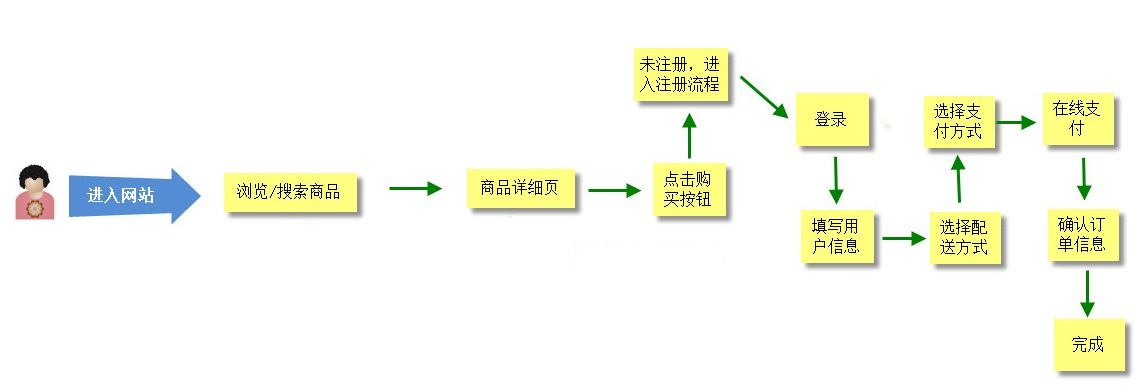 进入网站
浏览/搜索商品
商品详细页
点击购
买按钮
未注册，进
入注册流程
登录
填写用
户信息
选择配
送方式
选择支
付方式
在线支
付
确认订
单信息
完成